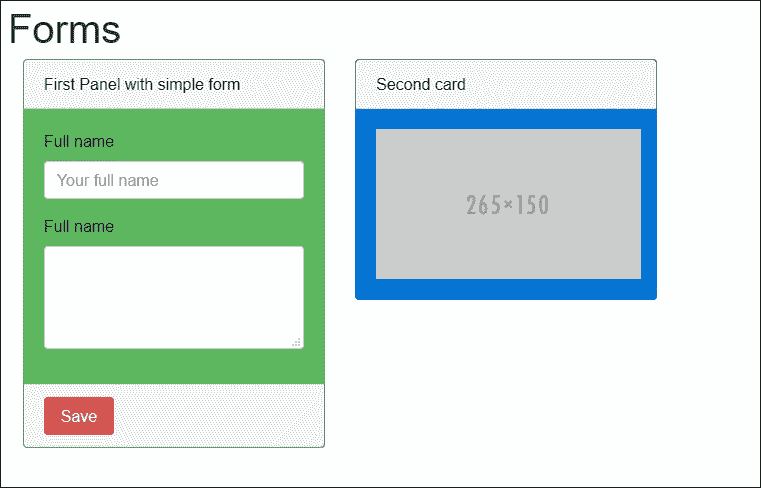 Forms
First Panel with simple form
Full name
Your full name
Full name
Save
Second card
265×150